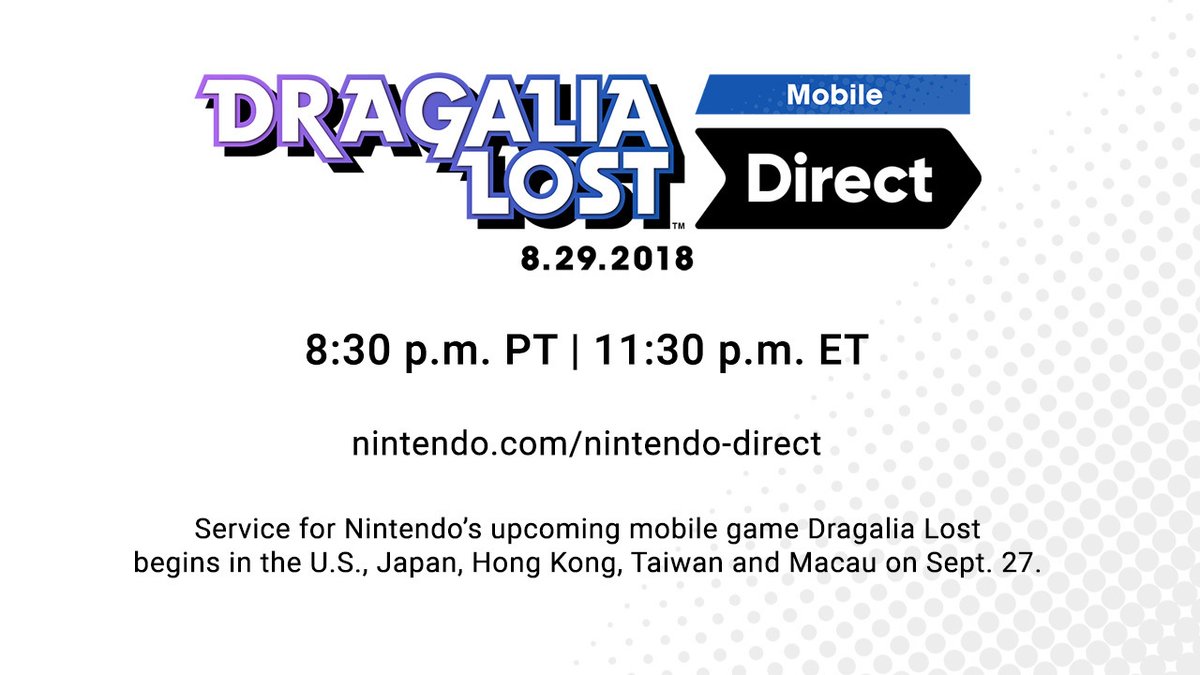 DRAGALIA
LOST™
Mobile
Direct
8.29.2018
8:30 p.m. PT | 11:30 p.m. ET
nintendo.com/nintendo-direct
Service for Nintendo’s upcoming mobile game Dragalia Lost
begins in the U.S., Japan, Hong Kong, Taiwan and Macau on Sept. 27.